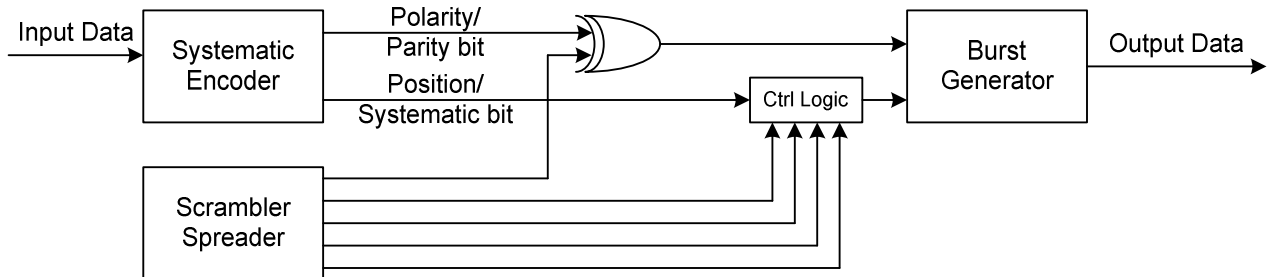 Input Data
Systematic
Encoder
Polarity/
Parity bit
Position/
Systematic bit
Ctrl Logic
Burst
Generator
Output Data
Scrambler
Spreader